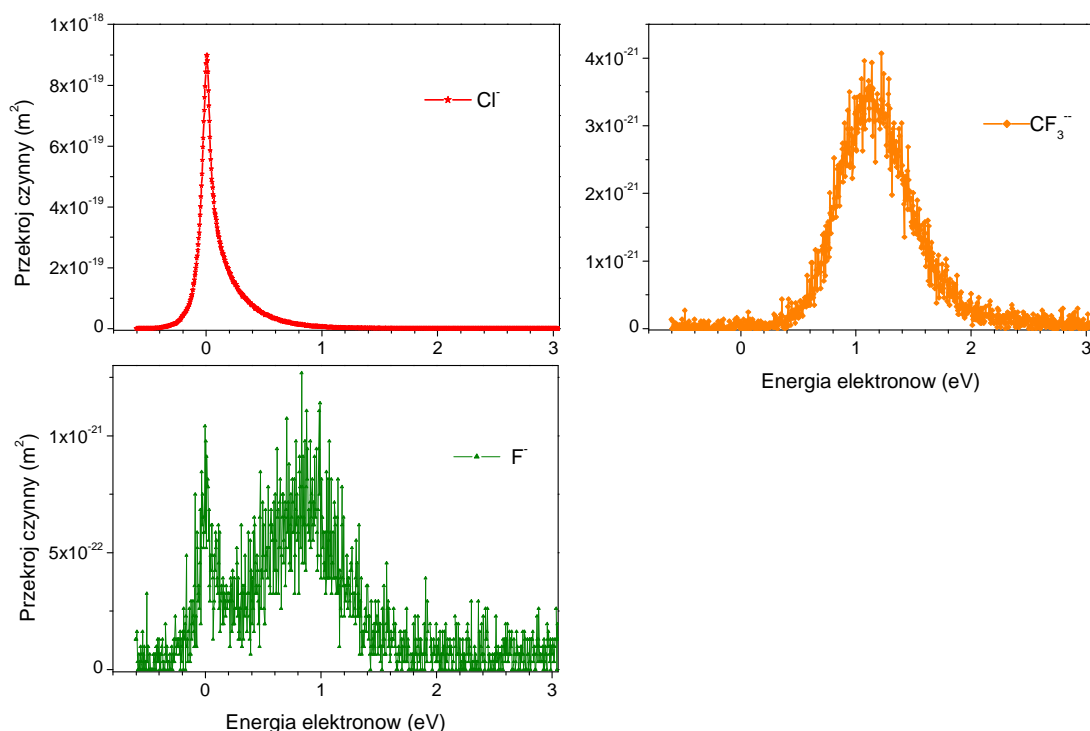 1x10⁻¹⁸
8x10⁻¹⁹
6x10⁻¹⁹
4x10⁻¹⁹
2x10⁻¹⁹
0
Przekroj czynny (m²)
Cl⁻
0 1 2 3
4x10⁻²¹
3x10⁻²¹
2x10⁻²¹
1x10⁻²¹
0
CF₃⁻⁻
0 1 2 3
Energia elektronow (eV)
1x10⁻²¹
5x10⁻²²
0
Przekroj czynny (m²)
F⁻
0 1 2 3
Energia elektronow (eV)